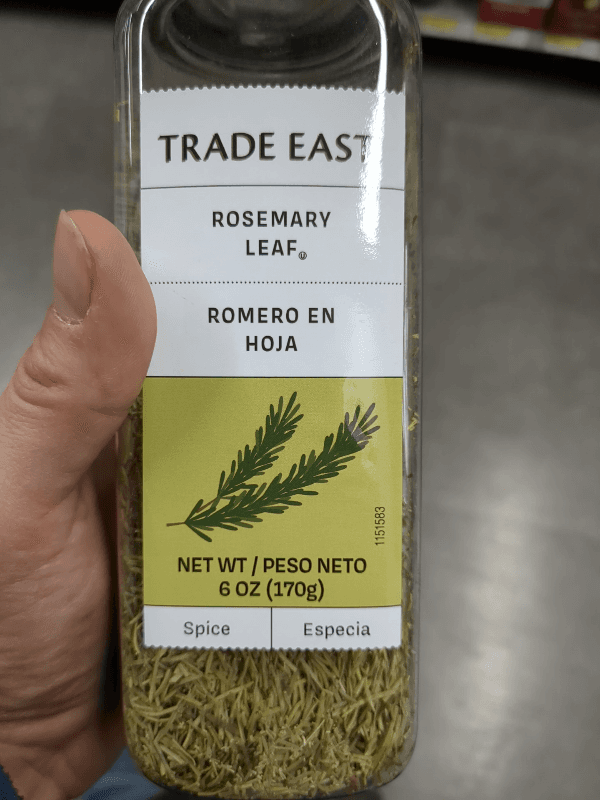 TRADE EAST
ROSEMARY
LEAF Ⓤ
ROMERO EN
HOJA
1151583
NET WT / PESO NETO
6 OZ (170g)
Spice
Especia